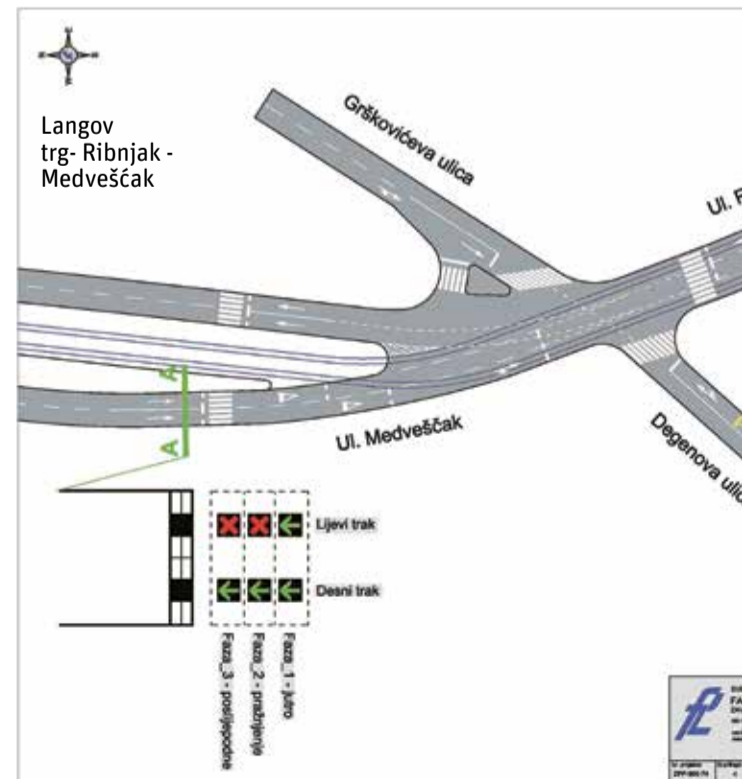 Langov
trg- Ribnjak -
Medveščak
Grškovićeva ulica
Ul.
Ul. Medveščak
Degenova
A
A
Lijevi trak
Desni trak
Faza_1 - jutro
Faza_2 - pražnjenje
Faza_3 - poslijepodne